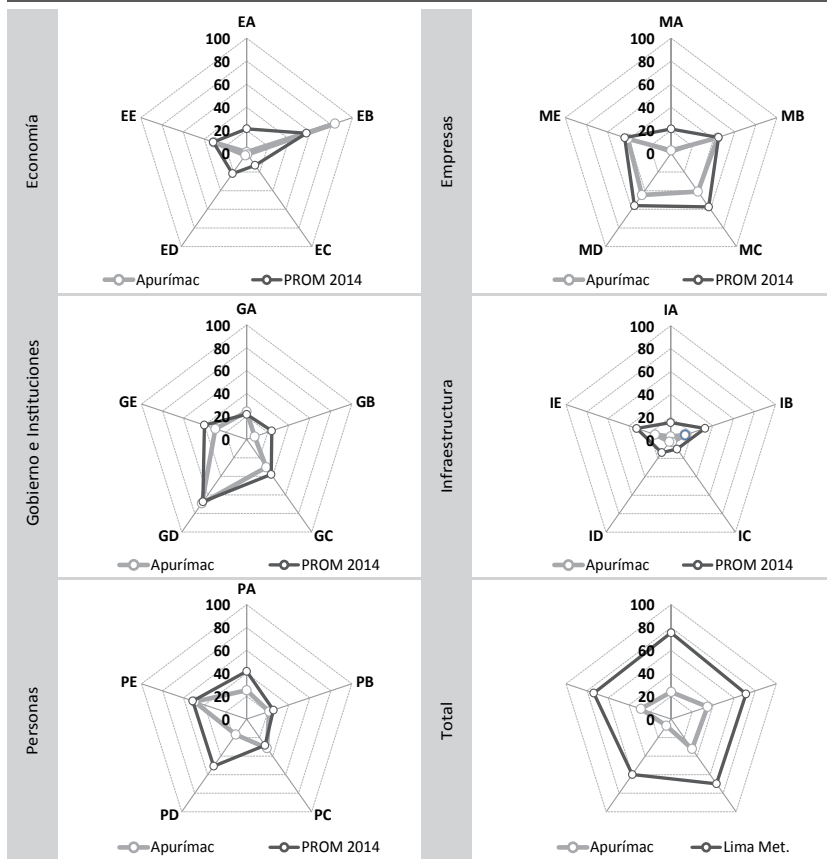 Economía
EA
100
80
60
40
20
0
EE
EB
ED
EC
Apurímac
PROM 2014
Empresas
MA
100
80
60
40
20
0
ME
MB
MD
MC
Apurímac
PROM 2014
Gobierno e Instituciones
GA
100
80
60
40
20
0
GE
GB
GD
GC
Apurímac
PROM 2014
Infraestructura
IA
100
80
60
40
20
0
IE
IB
ID
IC
Apurímac
PROM 2014
Personas
PA
100
80
60
40
20
0
PE
PB
PD
PC
Apurímac
PROM 2014
Total
100
80
60
40
20
0
Apurímac
Lima Met.